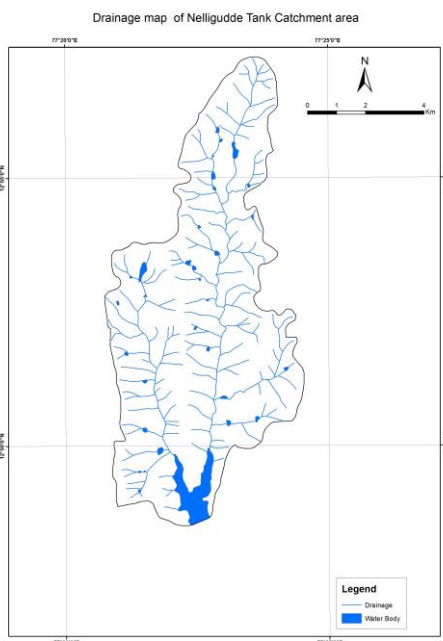 Drainage map of Nelligudde Tank Catchment area
77°20'0"E 77°25'0"E
N
0 1 2 4
Km
Legend
Drainage
Water Body